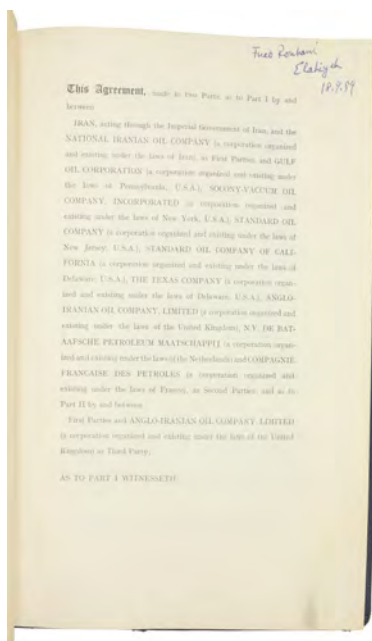 Fuad Rouhani
Elahiyeh
18.9.54
This Agreement, made in two Parts, as to Part I by and
between
IRAN, acting through the Imperial Government of Iran, and the
NATIONAL IRANIAN OIL COMPANY (a corporation organized
and existing under the laws of Iran), as First Parties; and GULF
OIL CORPORATION (a corporation organized and existing under
the laws of Pennsylvania, U.S.A.), SOCONY-VACUUM OIL
COMPANY, INCORPORATED (a corporation organized and
existing under the laws of New York, U.S.A.), STANDARD OIL
COMPANY (a corporation organized and existing under the laws of
New Jersey, U.S.A.), STANDARD OIL COMPANY OF CALI-
FORNIA (a corporation organized and existing under the laws of
Delaware, U.S.A.), THE TEXAS COMPANY (a corporation organ-
ized and existing under the laws of Delaware, U.S.A.), ANGLO-
IRANIAN OIL COMPANY, LIMITED (a corporation organized and
existing under the laws of the United Kingdom), N.V. DE BAT-
AAFSCHE PETROLEUM MAATSCHAPPIJ (a corporation organ-
ized and existing under the laws of the Netherlands) and COMPAGNIE
FRANCAISE DES PETROLES (a corporation organized and
existing under the laws of France), as Second Parties; and as to
Part II by and between
First Parties and ANGLO-IRANIAN OIL COMPANY, LIMITED
(a corporation organized and existing under the laws of the United
Kingdom) as Third Party;
AS TO PART I WITNESSETH: